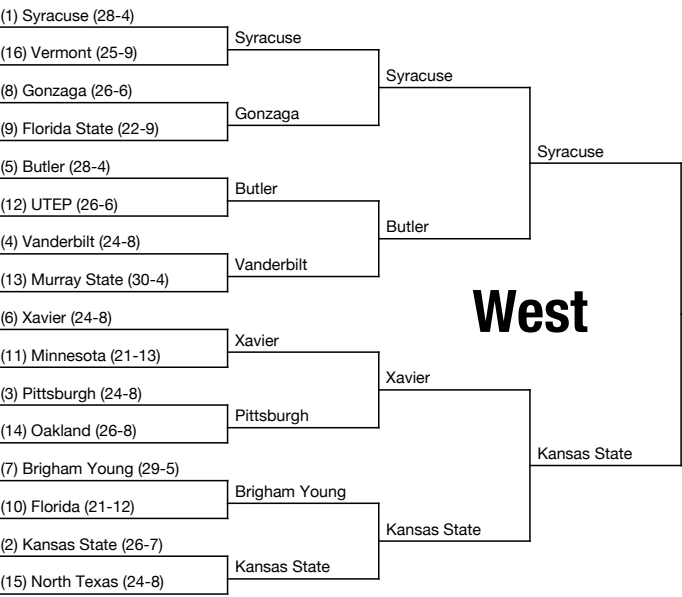 (1) Syracuse (28-4)
(16) Vermont (25-9)
(8) Gonzaga (26-6)
(9) Florida State (22-9)
(5) Butler (28-4)
(12) UTEP (26-6)
(4) Vanderbilt (24-8)
(13) Murray State (30-4)
(6) Xavier (24-8)
(11) Minnesota (21-13)
(3) Pittsburgh (24-8)
(14) Oakland (26-8)
(7) Brigham Young (29-5)
(10) Florida (21-12)
(2) Kansas State (26-7)
(15) North Texas (24-8)
Syracuse
Gonzaga
Butler
Vanderbilt
Xavier
Pittsburgh
Brigham Young
Kansas State
Syracuse
Butler
Xavier
Kansas State
Syracuse
Kansas State
West